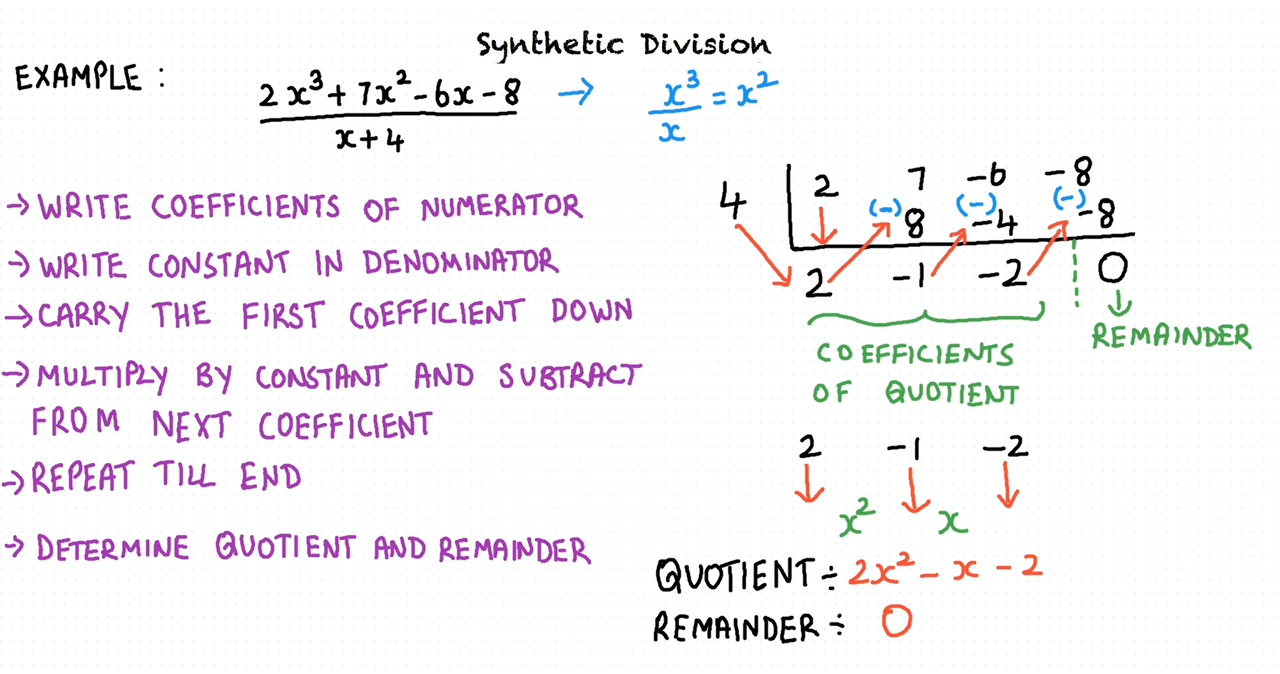 Synthetic Division
EXAMPLE :
2x³ + 7x² - 6x - 8 → x³ = x²
x + 4 x
→ WRITE COEFFICIENTS OF NUMERATOR
→ WRITE CONSTANT IN DENOMINATOR
→ CARRY THE FIRST COEFFICIENT DOWN
→ MULTIPLY BY CONSTANT AND SUBTRACT
FROM NEXT COEFFICIENT
→ REPEAT TILL END
→ DETERMINE QUOTIENT AND REMAINDER
4 2 7 -6 -8
(-) 8 (-) -4 (-) -8
2 -1 -2 0
COEFFICIENTS
OF QUOTIENT
REMAINDER
2 -1 -2
x² x
QUOTIENT ÷ 2x² - x - 2
REMAINDER ÷ 0